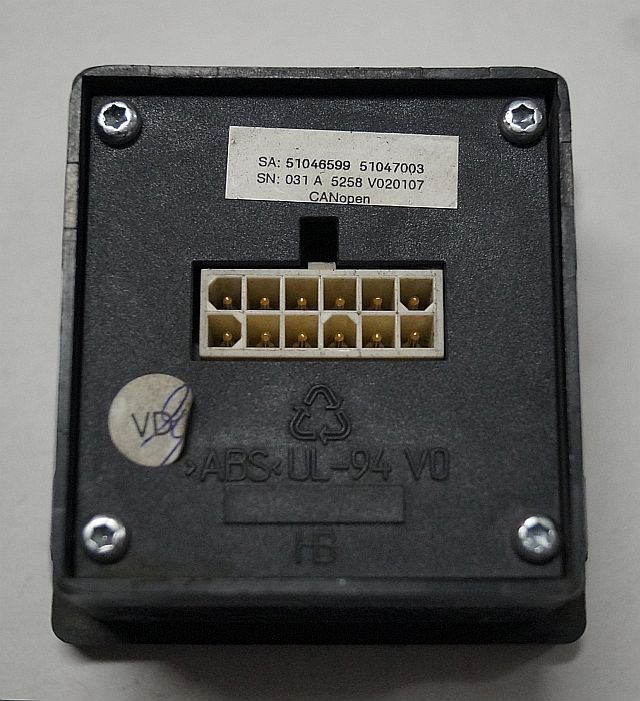 SA: 51046599 51047003
SN: 031 A 5258 V020107
CANopen
VD
>ABS< UL-94 V0
HB